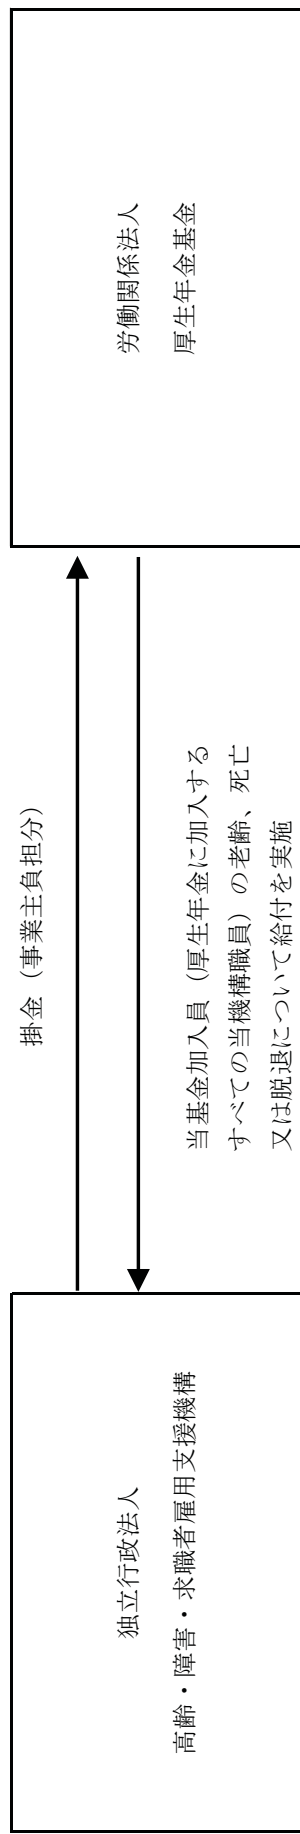 独立行政法人
高齢・障害・求職者雇用支援機構
掛金（事業主負担分）
当基金加入員（厚生年金に加入する
すべての当機構職員）の老齢、死亡
又は脱退について給付を実施
労働関係法人
厚生年金基金